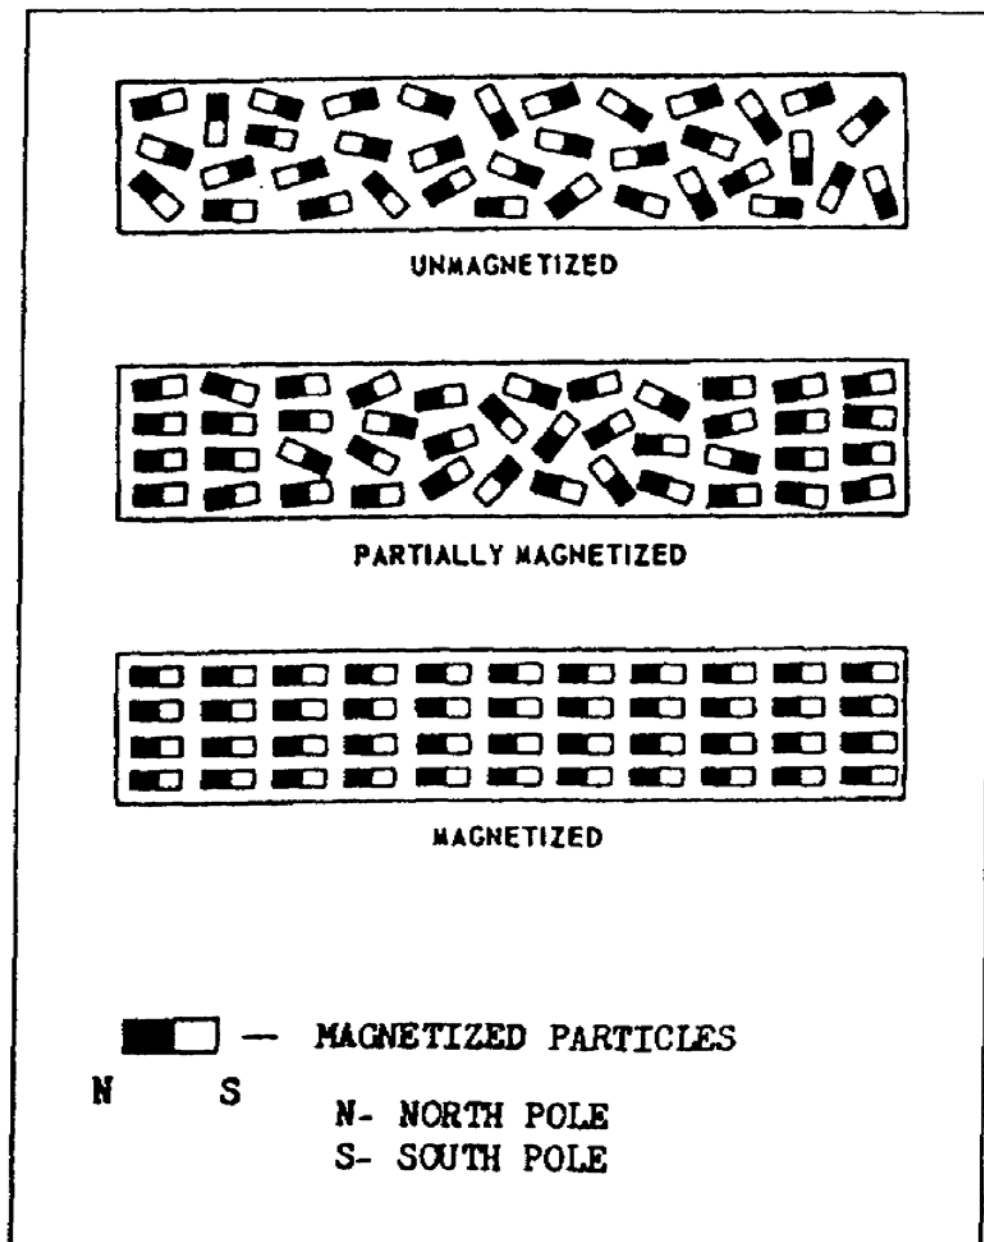 UNMAGNETIZED
PARTIALLY MAGNETIZED
MAGNETIZED
— MAGNETIZED PARTICLES
N S
N- NORTH POLE
S- SOUTH POLE